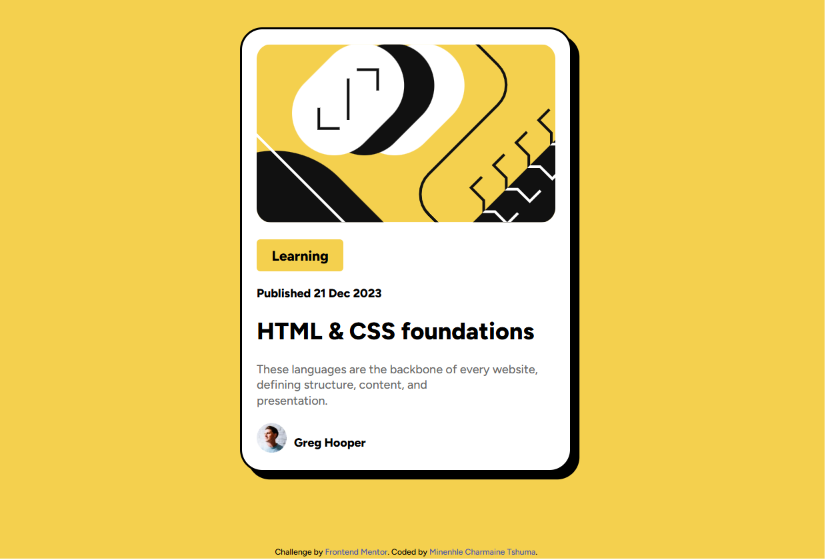 Learning
Published 21 Dec 2023
HTML & CSS foundations
These languages are the backbone of every website,
defining structure, content, and
presentation.
Greg Hooper
Challenge by Frontend Mentor. Coded by Minenhle Charmaine Tshuma.